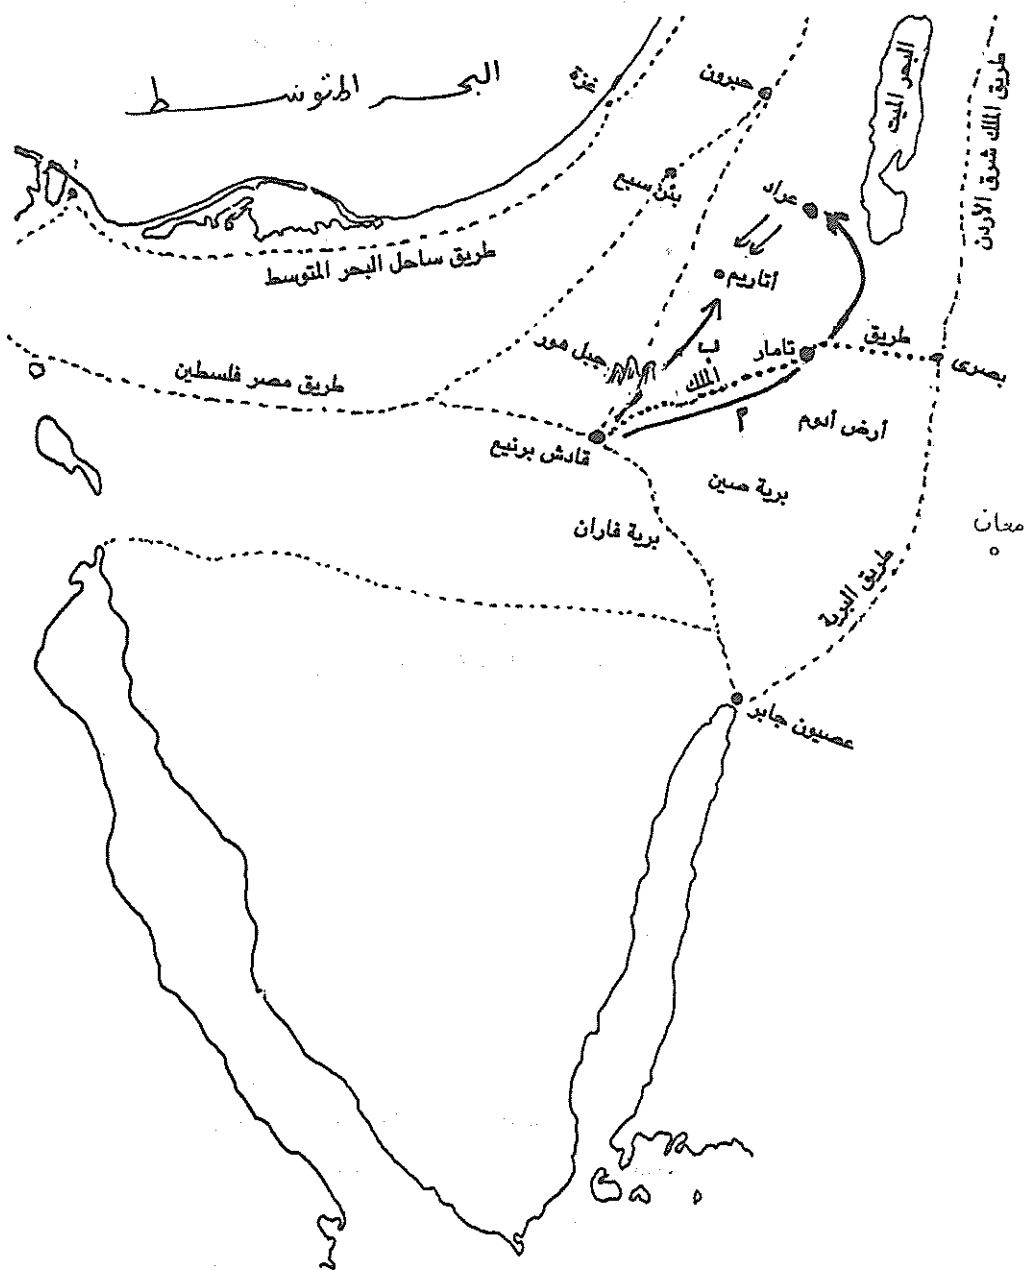 البحر المتوسط
غزة
حبرون
البحر الميت
طريق الملك شرق الأردن
بئر سبع
عراد
أتاريم
طريق ساحل البحر المتوسط
جبل هور
ب
تامار
طريق
الملك
بصرى
طريق مصر فلسطين
م
أرض أدوم
قادش برنيع
برية صين
برية فاران
معان
طريق البرية
عصيون جابر